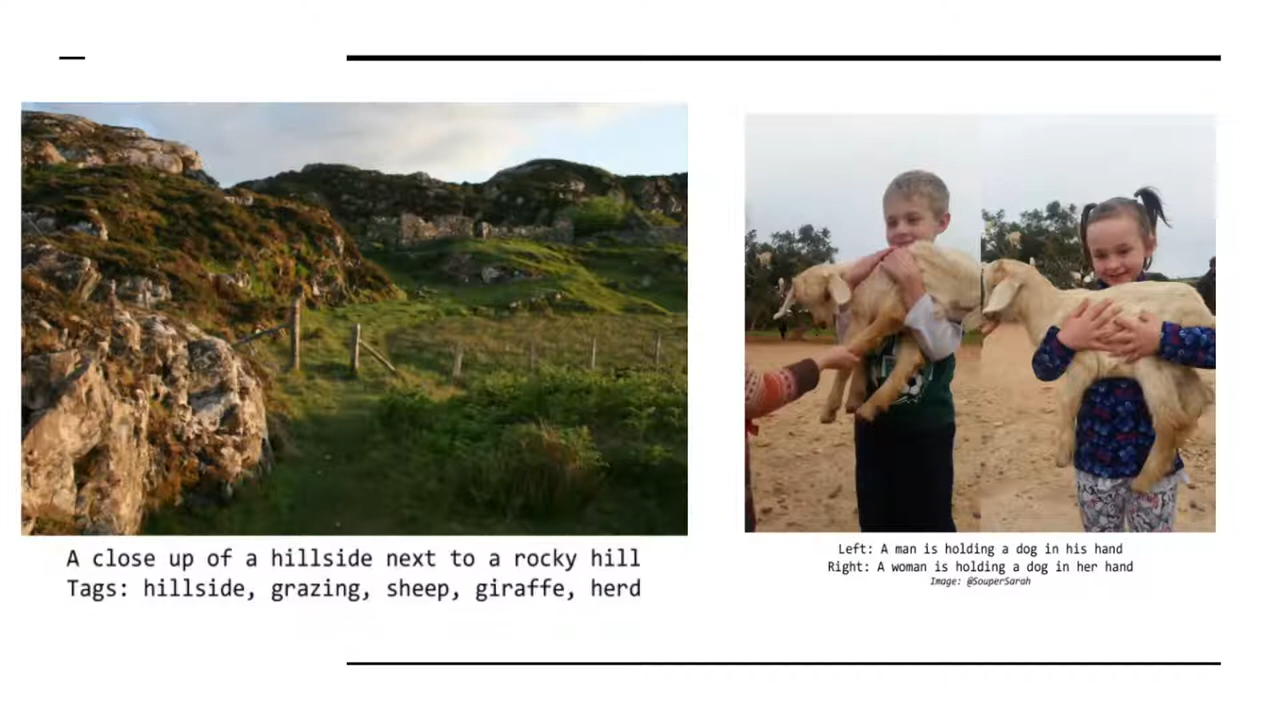 A close up of a hillside next to a rocky hill
Tags: hillside, grazing, sheep, giraffe, herd
Left: A man is holding a dog in his hand
Right: A woman is holding a dog in her hand
Image: @SouperSarah